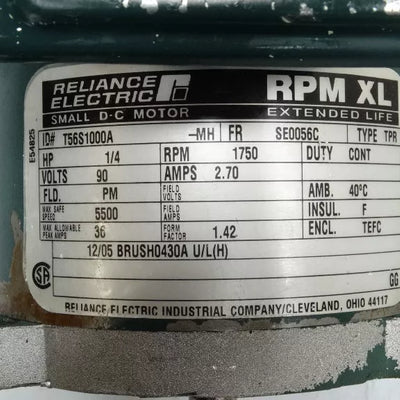 RELIANCE ELECTRIC R RPM XL
SMALL D-C MOTOR EXTENDED LIFE
E54825
ID# T56S1000A -MH FR SE0056C TYPE TPR
HP 1/4 RPM 1750 DUTY CONT
VOLTS 90 AMPS 2.70
FLD. PM FIELD VOLTS AMB. 40°C
MAX SAFE SPEED 5500 FIELD AMPS INSUL. F
MAX ALLOWABLE PEAK AMPS 36 FORM FACTOR 1.42 ENCL. TEFC
12/05 BRUSH0430A U/L(H)
SA GG
RELIANCE ELECTRIC INDUSTRIAL COMPANY/CLEVELAND, OHIO 44117